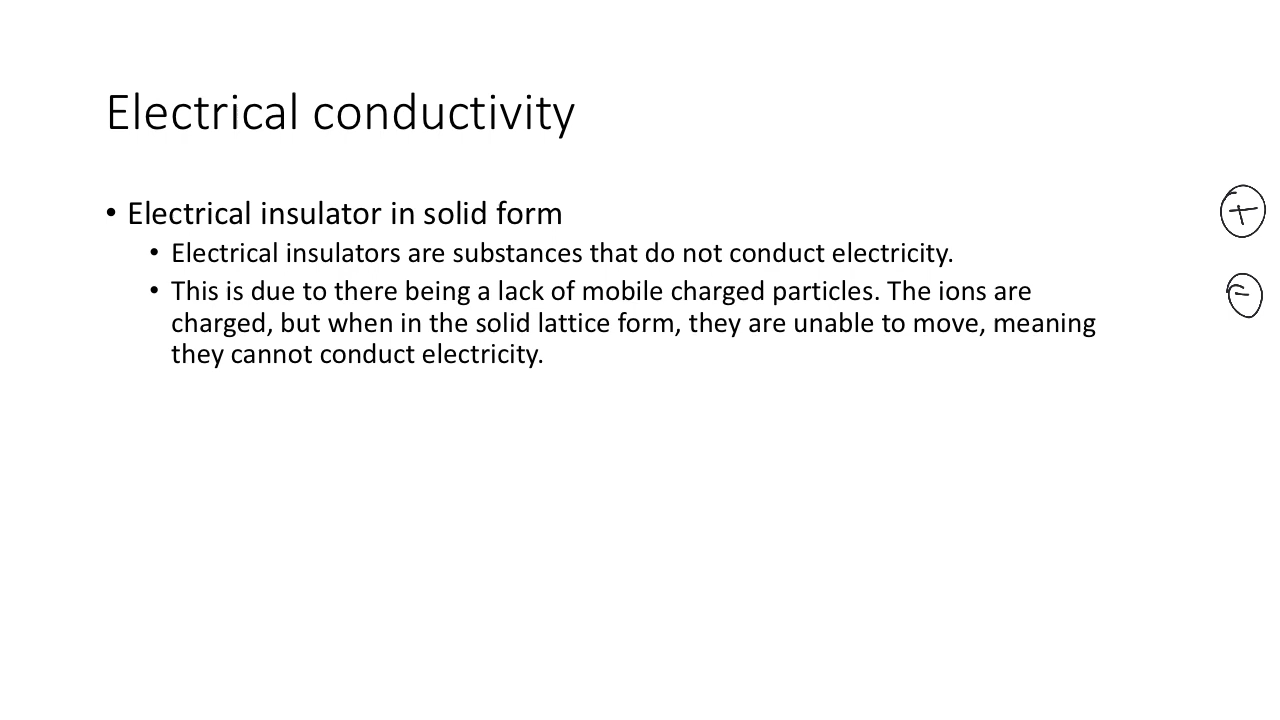 Electrical conductivity
• Electrical insulator in solid form
+
• Electrical insulators are substances that do not conduct electricity.
• This is due to there being a lack of mobile charged particles. The ions are
-
charged, but when in the solid lattice form, they are unable to move, meaning
they cannot conduct electricity.